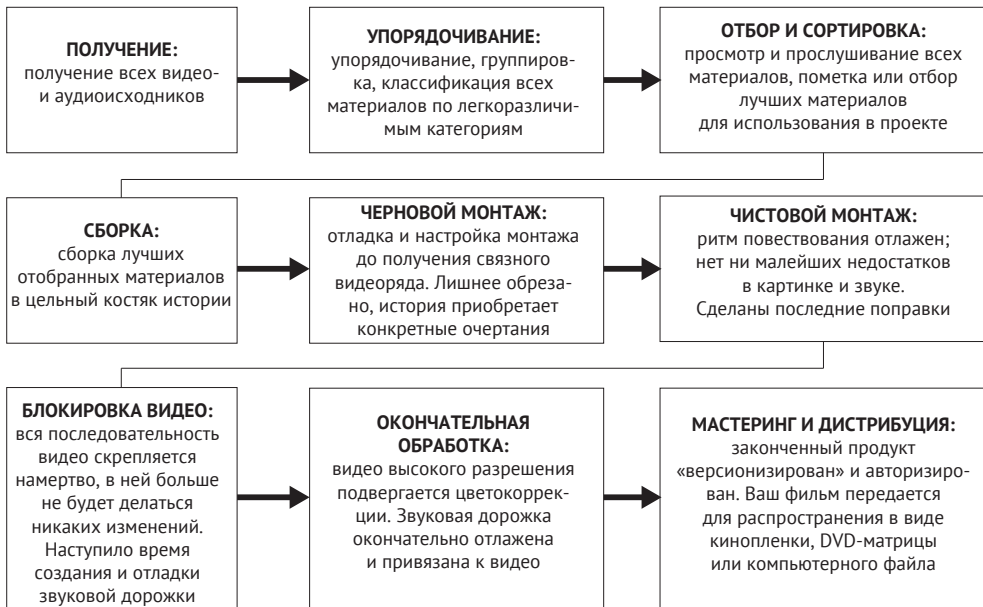 ПОЛУЧЕНИЕ:
получение всех видео-
и аудиоисходников
УПОРЯДОЧИВАНИЕ:
упорядочивание, группиров-
ка, классификация всех
материалов по легкоразличи-
мым категориям
ОТБОР И СОРТИРОВКА:
просмотр и прослушивание всех
материалов, пометка или отбор
лучших материалов
для использования в проекте
СБОРКА:
сборка лучших
отобранных материалов
в цельный костяк истории
ЧЕРНОВОЙ МОНТАЖ:
отладка и настройка монтажа
до получения связного
видеоряда. Лишнее обреза-
но, история приобретает
конкретные очертания
ЧИСТОВОЙ МОНТАЖ:
ритм повествования отлажен;
нет ни малейших недостатков
в картинке и звуке.
Сделаны последние поправки
БЛОКИРОВКА ВИДЕО:
вся последовательность
видео скрепляется
намертво, в ней больше
не будет делаться
никаких изменений.
Наступило время
создания и отладки
звуковой дорожки
ОКОНЧАТЕЛЬНАЯ
ОБРАБОТКА:
видео высокого разрешения
подвергается цветокоррек-
ции. Звуковая дорожка
окончательно отлажена
и привязана к видео
МАСТЕРИНГ И ДИСТРИБУЦИЯ:
законченный продукт
«версионизирован» и авторизиро-
ван. Ваш фильм передается
для распространения в виде
кинопленки, DVD-матрицы
или компьютерного файла